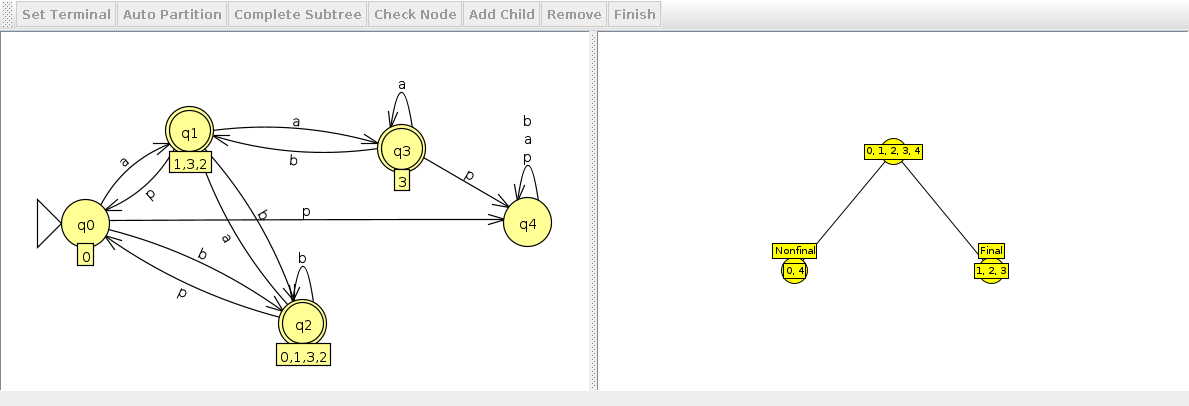 Set Terminal Auto Partition Complete Subtree Check Node Add Child Remove Finish
a
b
a
p
q1
a
b
q3
1,3,2
3
a
p
p
q0
0
p
q4
b
a
b
p
b
q2
0,1,3,2
0, 1, 2, 3, 4
Nonfinal
0, 4
Final
1, 2, 3